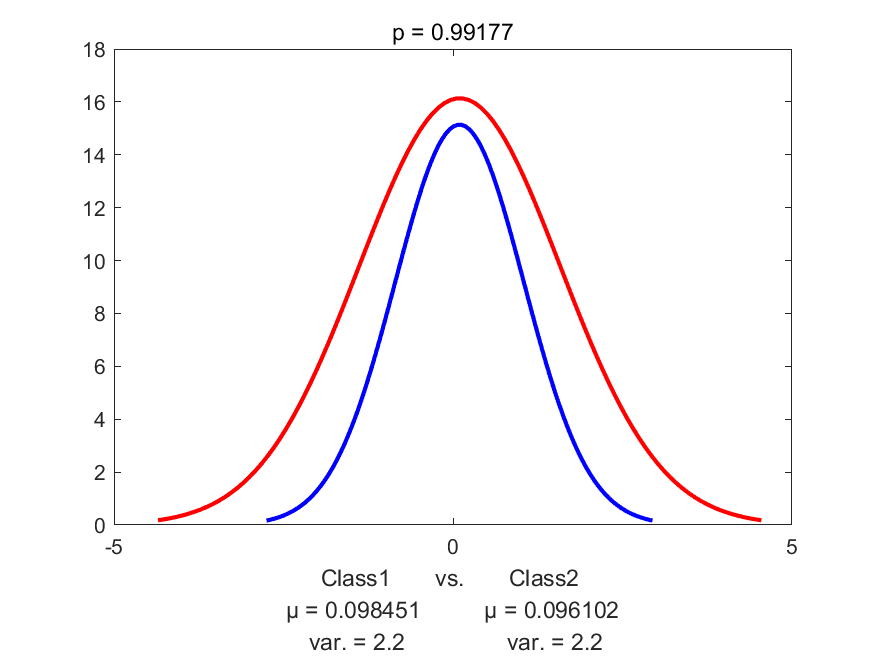 p = 0.99177
18
16
14
12
10
8
6
4
2
0
-5 0 5
Class1 vs. Class2
μ = 0.098451 μ = 0.096102
var. = 2.2 var. = 2.2